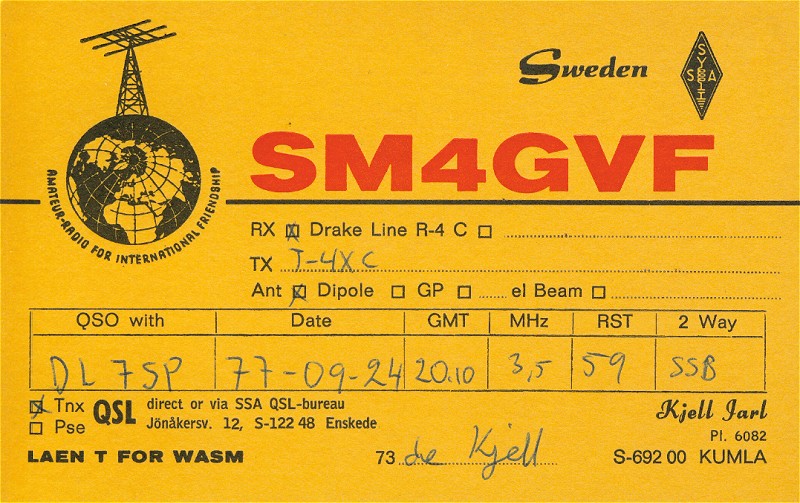 Sweden
SSA
SM4GVF
AMATEUR-RADIO FOR INTERNATIONAL FRIENDSHIP
RX ☒ Drake Line R-4 C ☐
TX T-4X C
Ant ☒ Dipole ☐ GP ☐ ...... el Beam ☐
QSO with Date GMT MHz RST 2 Way
DL 7SP 77-09-24 20.10 3,5 59 SSB
☒ Tnx QSL direct or via SSA QSL-bureau Kjell Jarl
☐ Pse Jönåkersv. 12, S-122 48 Enskede Pl. 6082
LAEN T FOR WASM 73 de Kjell S-692 00 KUMLA